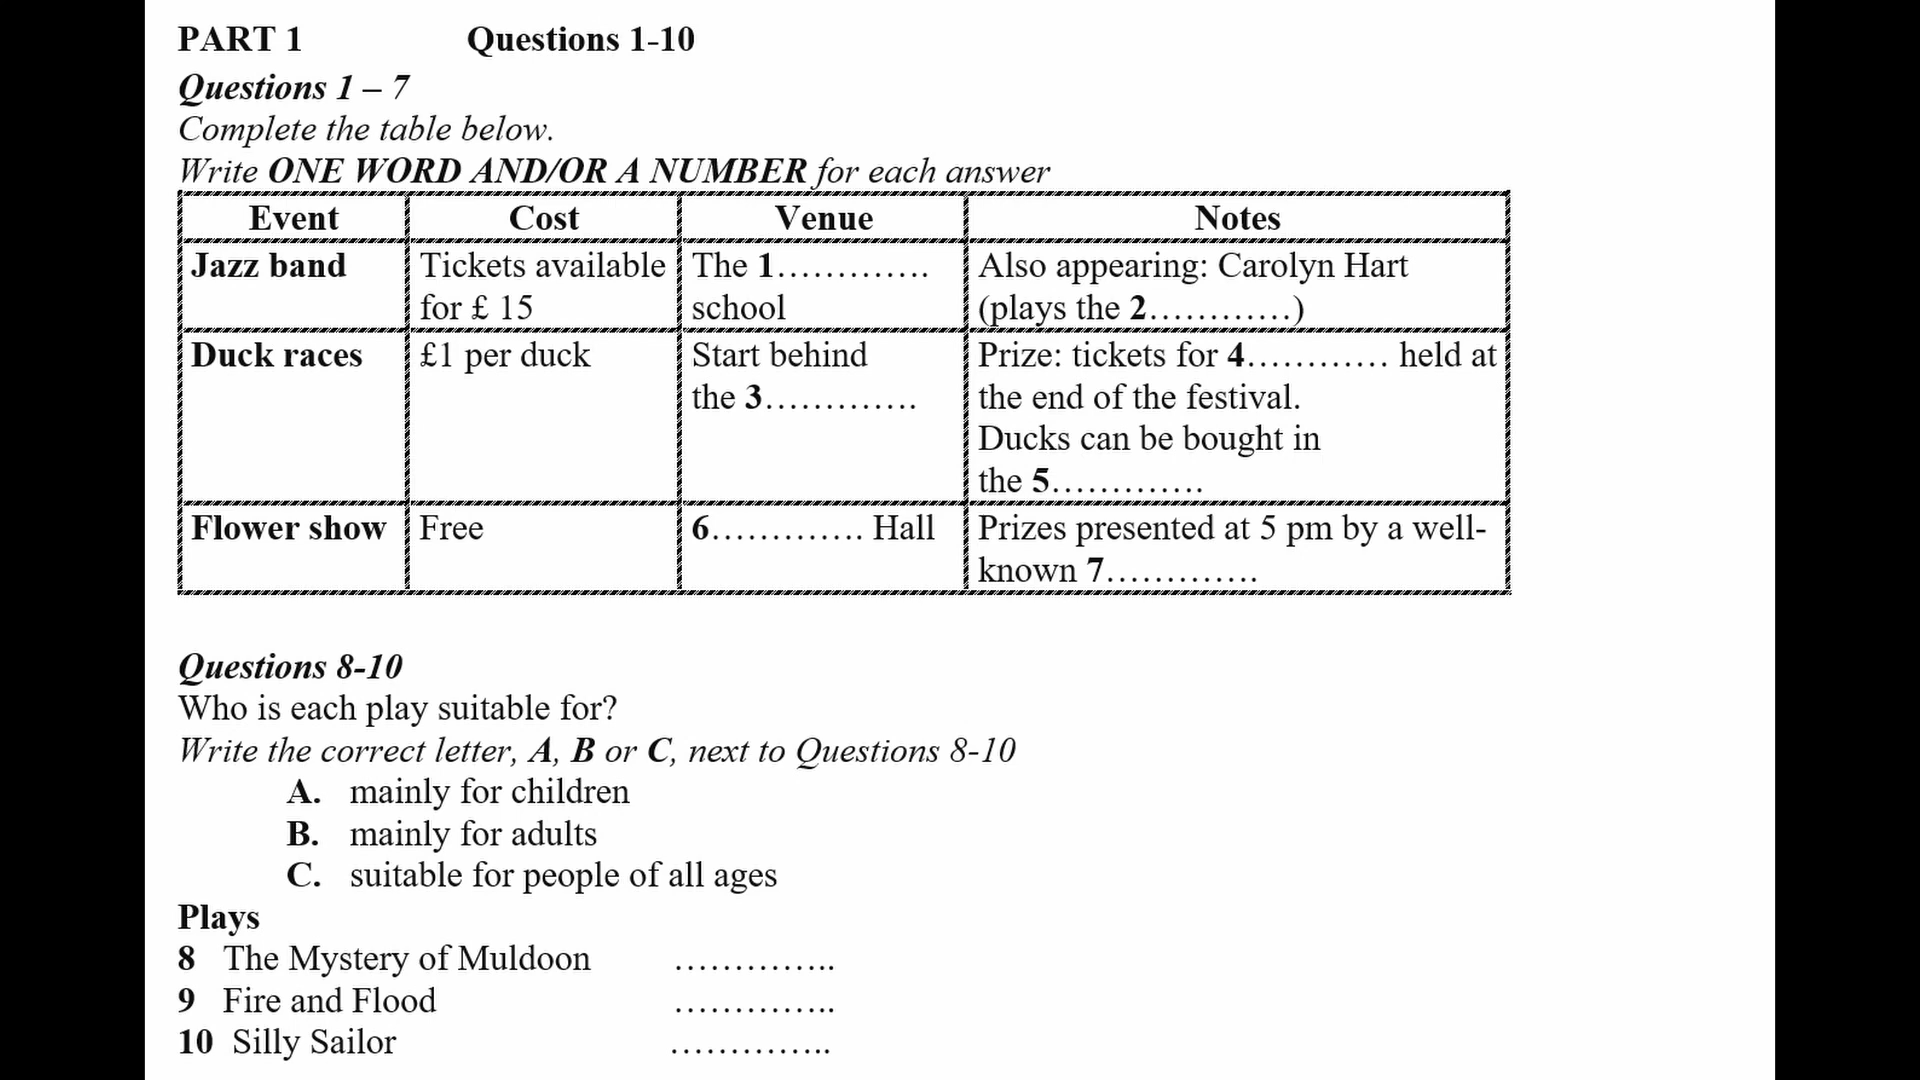 PART 1 Questions 1-10
Questions 1 – 7
Complete the table below.
Write ONE WORD AND/OR A NUMBER for each answer
Event Cost Venue Notes
Jazz band Tickets available The 1…………. Also appearing: Carolyn Hart
for £ 15 school (plays the 2…………)
Duck races £1 per duck Start behind Prize: tickets for 4………… held at
the 3…………. the end of the festival.
Ducks can be bought in
the 5………….
Flower show Free 6…………. Hall Prizes presented at 5 pm by a well-
known 7………….
Questions 8-10
Who is each play suitable for?
Write the correct letter, A, B or C, next to Questions 8-10
A. mainly for children
B. mainly for adults
C. suitable for people of all ages
Plays
8 The Mystery of Muldoon …………..
9 Fire and Flood …………..
10 Silly Sailor …………..